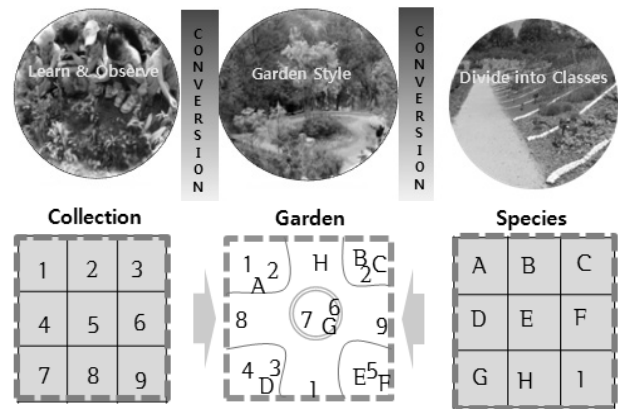 Learn & Observe
CONVERSION
Garden Style
CONVERSION
Divide into Classes
Collection
Garden
Species
1 2 3
4 5 6
7 8 9
1 2 A
H
B 2 C
8
7 6 G
9
4 3 D
1
E 5 F
A B C
D E F
G H 1